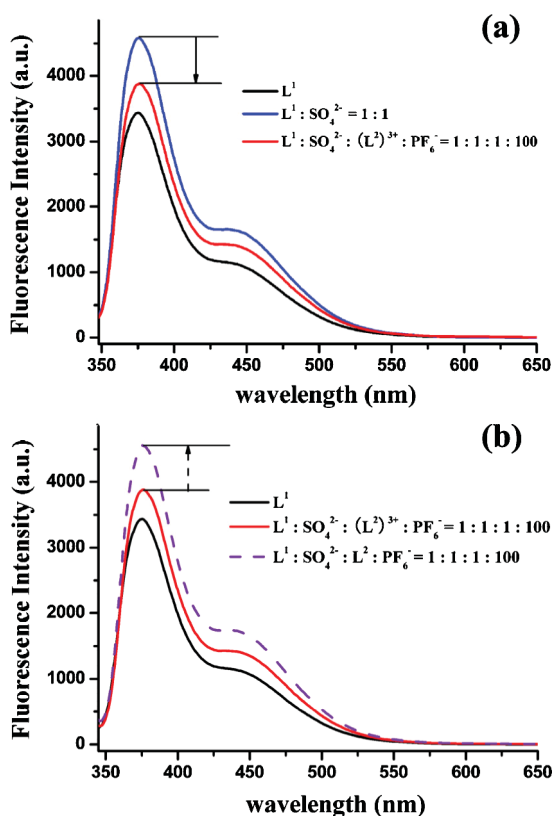 (a)
Fluorescence Intensity (a.u.)
4000
3000
2000
1000
0
L¹
L¹ : SO₄²⁻ = 1 : 1
L¹ : SO₄²⁻ : (L²)³⁺ : PF₆⁻ = 1 : 1 : 1 : 100
350 400 450 500 550 600 650
wavelength (nm)
(b)
Fluorescence Intensity (a.u.)
4000
3000
2000
1000
0
L¹
L¹ : SO₄²⁻ : (L²)³⁺ : PF₆⁻ = 1 : 1 : 1 : 100
L¹ : SO₄²⁻ : L² : PF₆⁻ = 1 : 1 : 1 : 100
350 400 450 500 550 600 650
wavelength (nm)